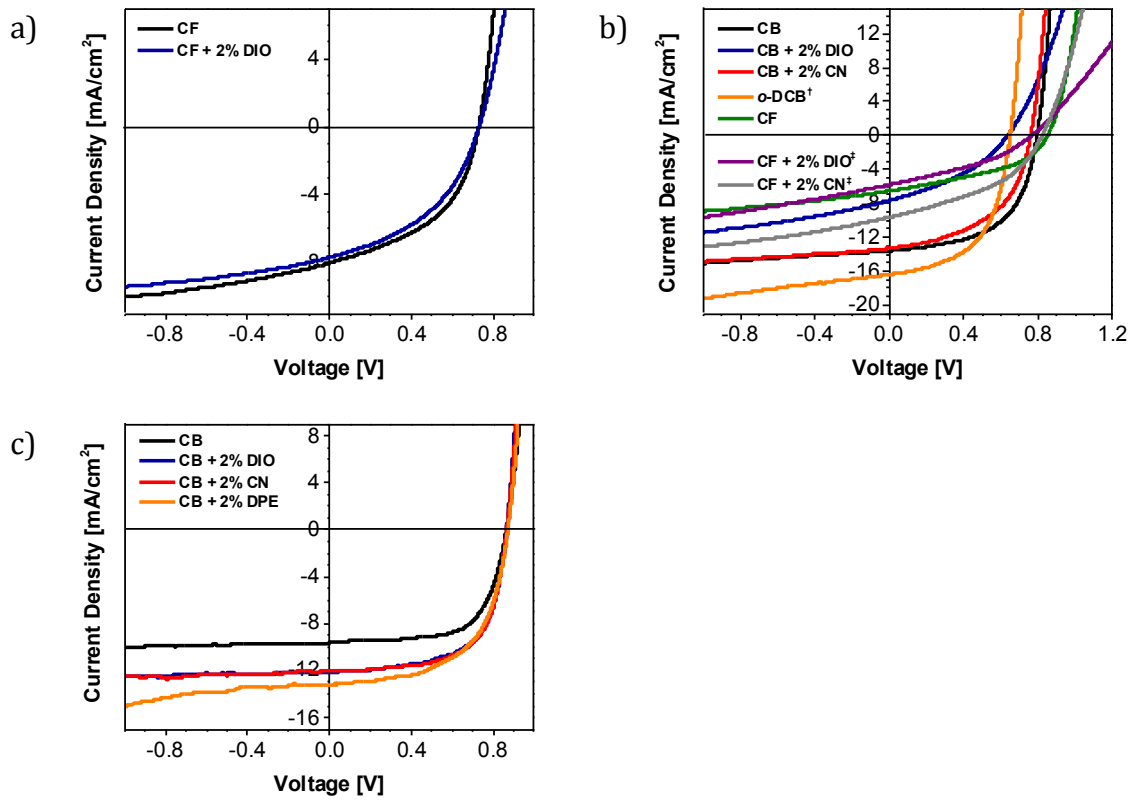 a)
CF
CF + 2% DIO
4
0
-4
-8
-0.8
-0.4
0.0
0.4
0.8
Current Density [mA/cm²]
Voltage [V]
b)
CB
CB + 2% DIO
CB + 2% CN
o-DCB†
CF
CF + 2% DIO‡
CF + 2% CN‡
12
8
4
0
-4
-8
-12
-16
-20
-0.8
-0.4
0.0
0.4
0.8
1.2
Current Density [mA/cm²]
Voltage [V]
c)
CB
CB + 2% DIO
CB + 2% CN
CB + 2% DPE
8
4
0
-4
-8
-12
-16
-0.8
-0.4
0.0
0.4
0.8
Current Density [mA/cm²]
Voltage [V]